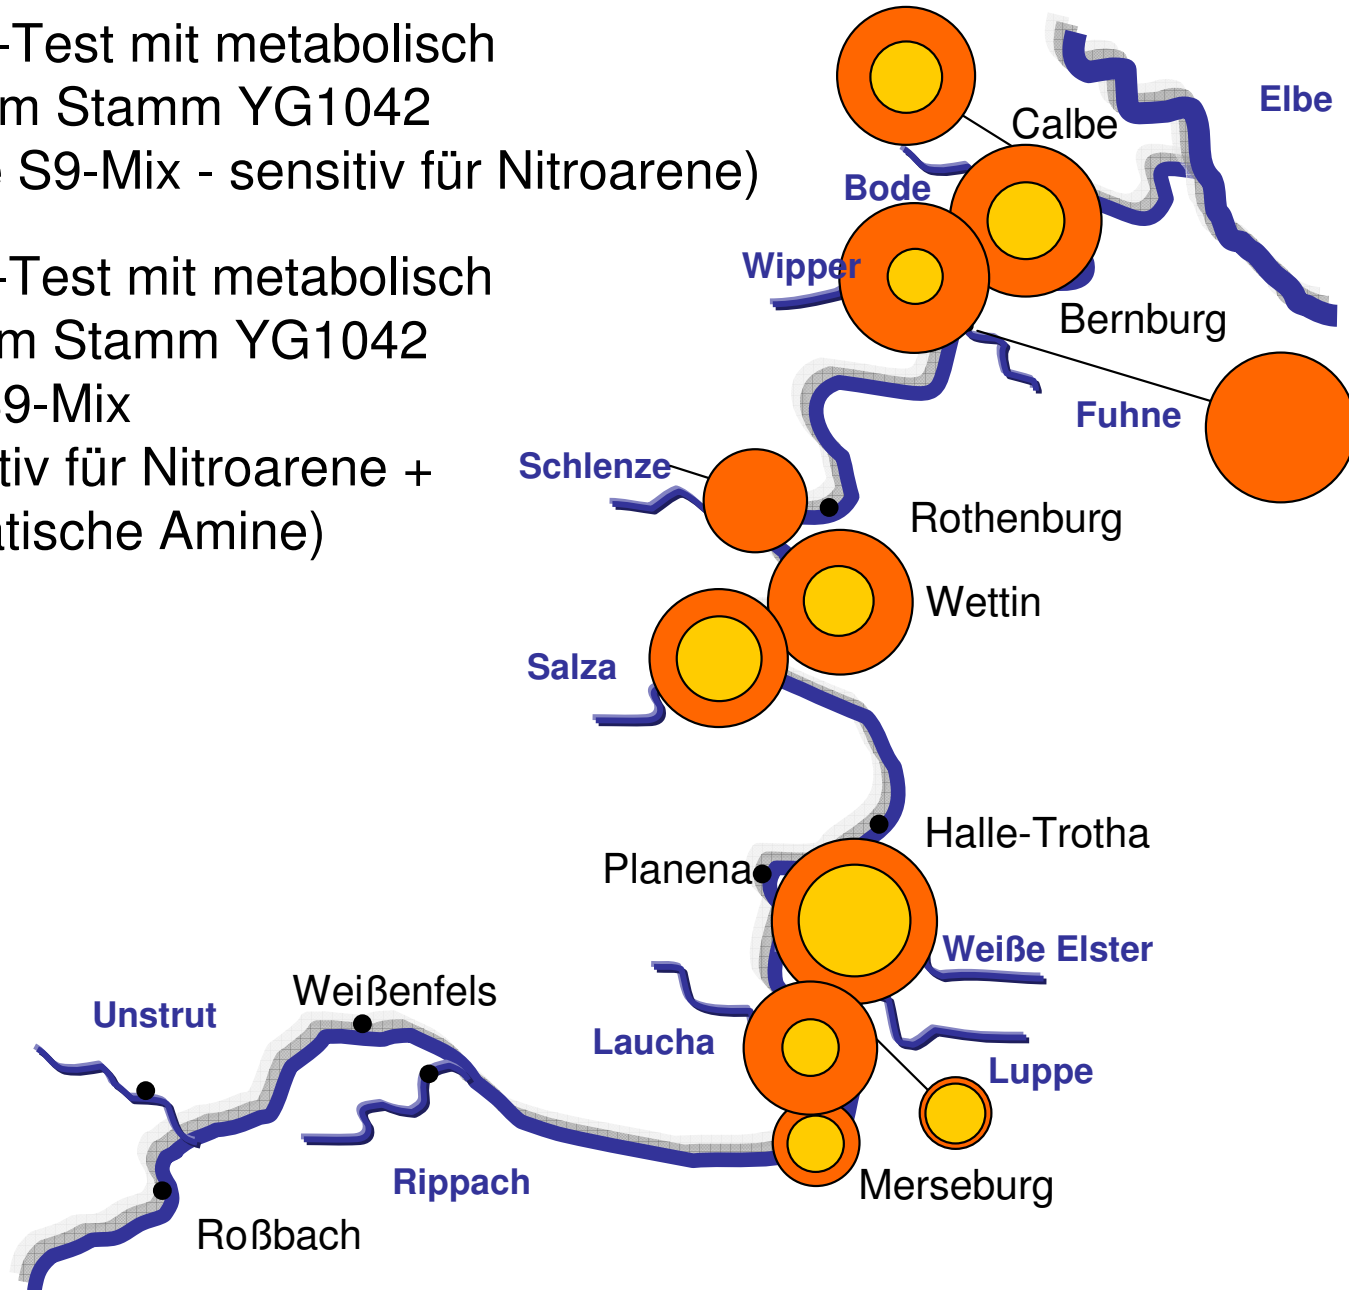 -Test mit metabolisch
m Stamm YG1042
e S9-Mix - sensitiv für Nitroarene)
-Test mit metabolisch
m Stamm YG1042
S9-Mix
tiv für Nitroarene +
atische Amine)
Elbe
Calbe
Bode
Wipper
Bernburg
Fuhne
Schlenze
Rothenburg
Wettin
Salza
Halle-Trotha
Planena
Weiße Elster
Weißenfels
Unstrut
Laucha
Luppe
Rippach
Merseburg
Roßbach